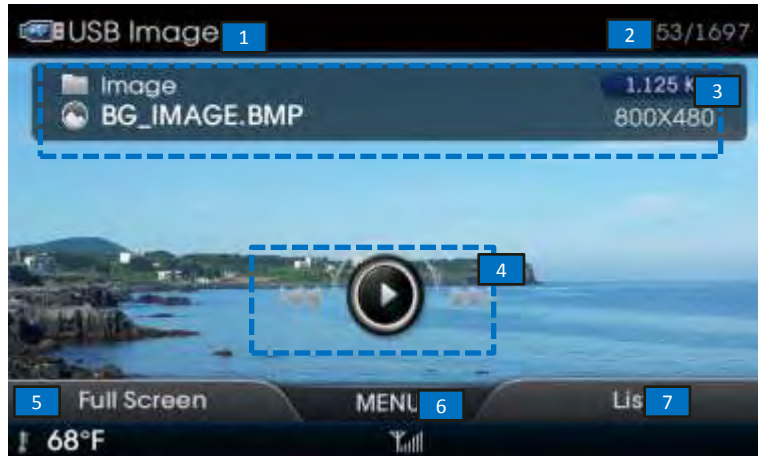 USB Image 1
2 53/1697
Image 1.125 K 3
BG_IMAGE.BMP 800X480
4
5 Full Screen
MENU 6
Lis 7
68°F